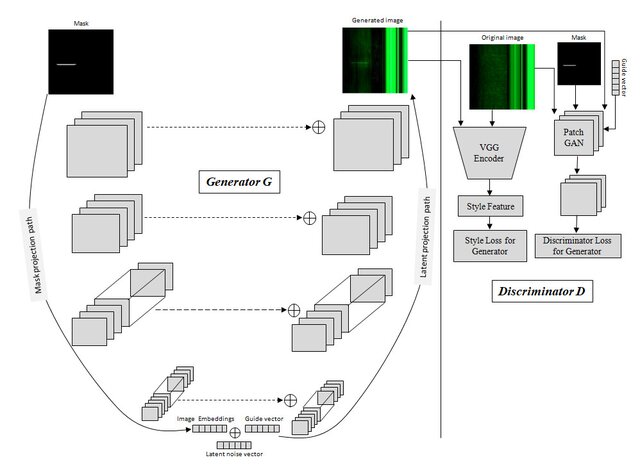 Mask
Generated image
Original image
Mask
Guide vector
VGG
Encoder
Patch
GAN
Generator G
Style Feature
Style Loss for
Generator
Discriminator Loss
for Generator
Mask projection path
Latent projection path
Discriminator D
Image Embeddings
Guide vector
Latent noise vector